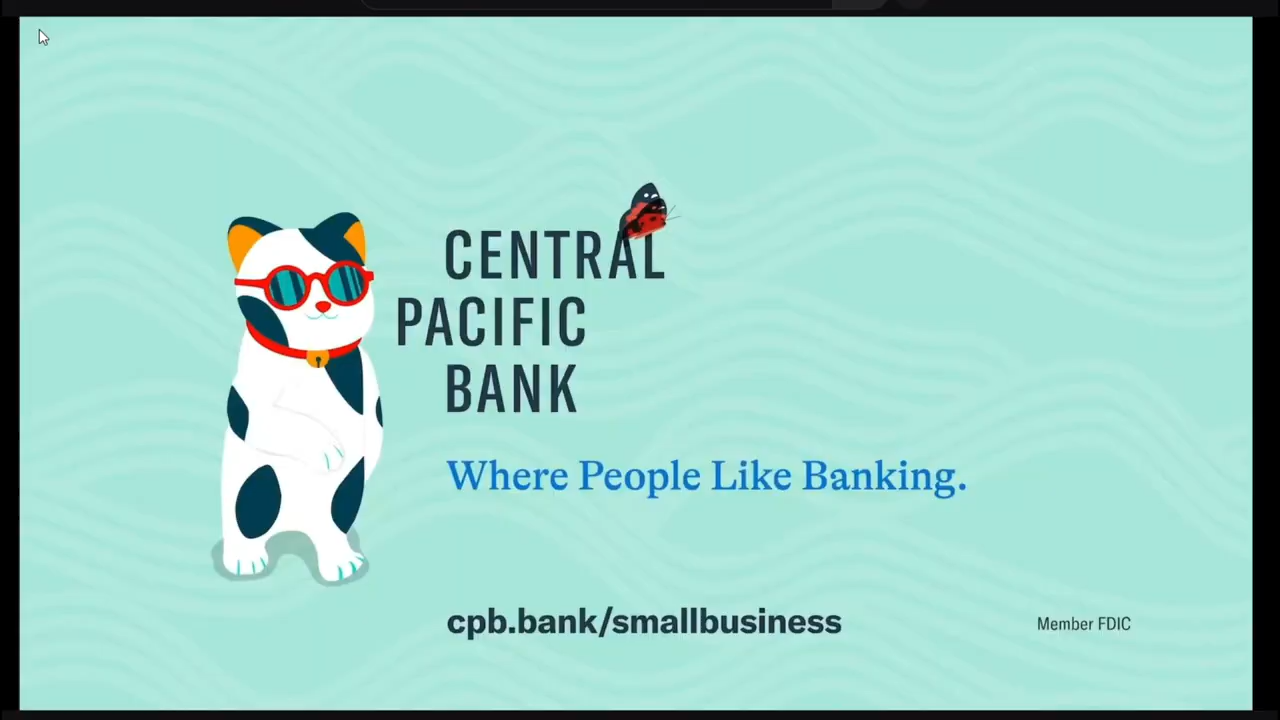 CENTRAL
PACIFIC
BANK
Where People Like Banking.
cpb.bank/smallbusiness
Member FDIC